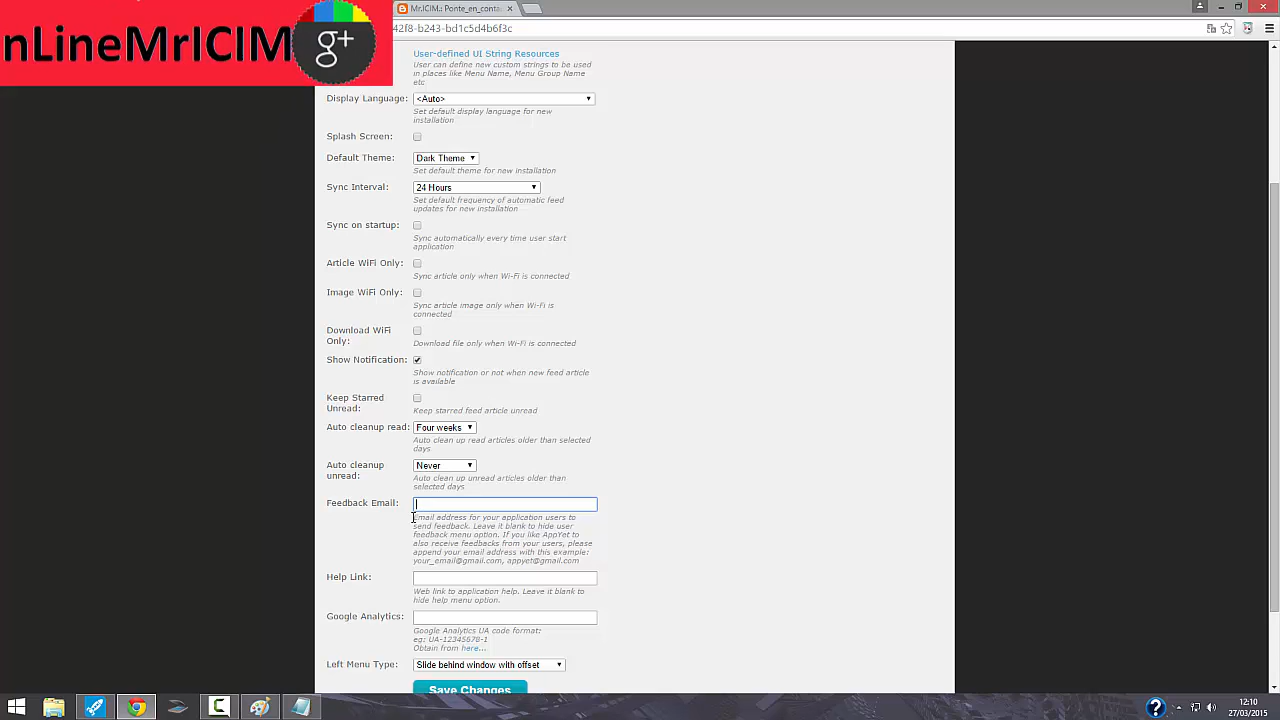 nLineMrICIM
g+
MrJCIM.: Ponte_en_conta
42f8-b243-bd1c5d4b6f3c
User-defined UI String Resources
User can define new custom strings to be used
in places like Menu Name, Menu Group Name
etc
Display Language: <Auto>
Set default display language for new
installation
Splash Screen:
Default Theme: Dark Theme
Set default theme for new installation
Sync Interval: 24 Hours
Set default frequency of automatic feed
updates for new installation
Sync on startup:
Sync automatically every time user start
application
Article WiFi Only:
Sync article only when Wi-Fi is connected
Image WiFi Only:
Sync article image only when Wi-Fi is
connected
Download WiFi
Only:
Download file only when Wi-Fi is connected
Show Notification:
Show notification or not when new feed article
is available
Keep Starred
Unread:
Keep starred feed article unread
Auto cleanup read: Four weeks
Auto clean up read articles older than selected
days
Auto cleanup
unread: Never
Auto clean up unread articles older than
selected days
Feedback Email:
Email address for your application users to
send feedback. Leave it blank to hide user
feedback menu option. If you like AppYet to
also receive feedbacks from your users, please
append your email address with this example:
your_email@gmail.com, appyet@gmail.com
Help Link:
Web link to application help. Leave it blank to
hide help menu option.
Google Analytics:
Google Analytics UA code format:
eg: UA-12345678-1
Obtain from here...
Left Menu Type: Slide behind window with offset
Save Changes
12:10
27/03/2015